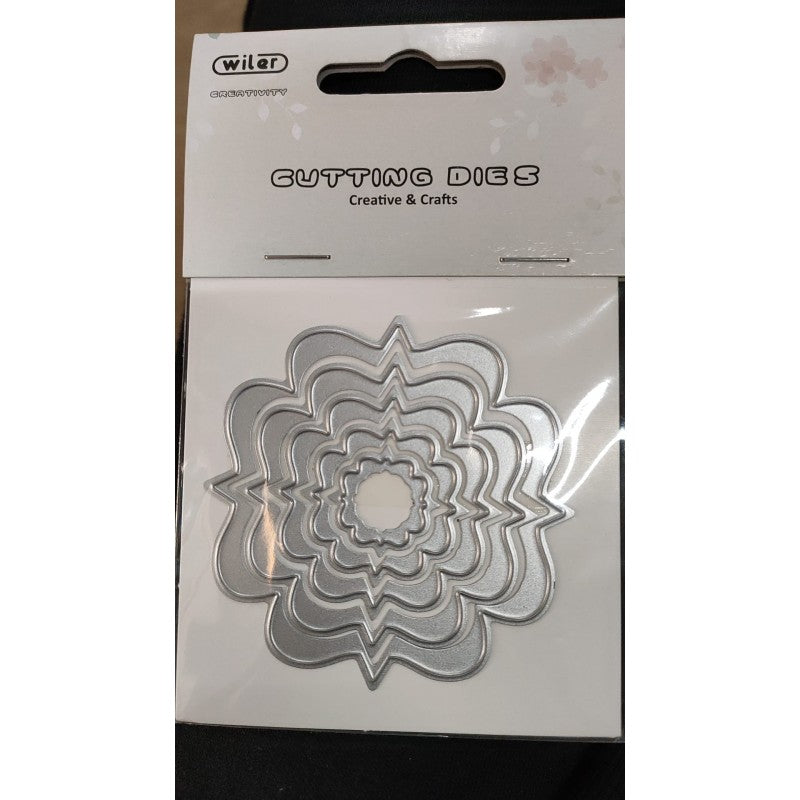 wiler
CREATIVITY
CUTTING DIES
Creative & Crafts